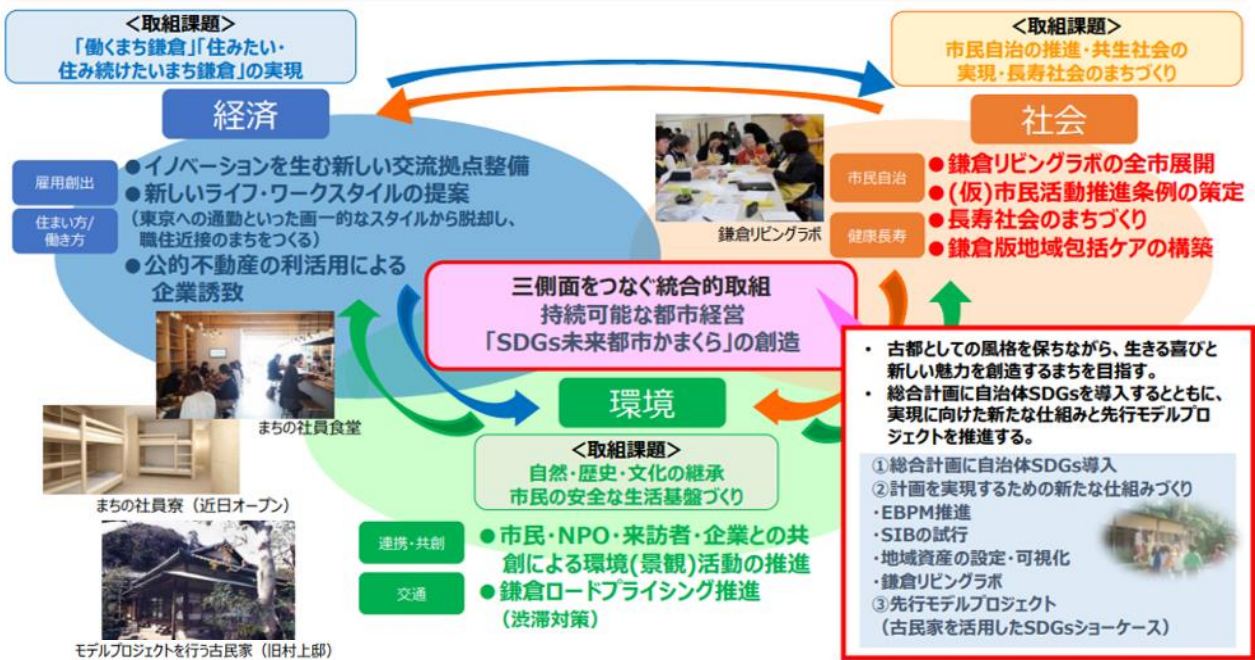 <取組課題>
「働くまち鎌倉」「住みたい・
住み続けたいまち鎌倉」の実現
経済
雇用創出
住まい方/
働き方
●イノベーションを生む新しい交流拠点整備
●新しいライフ・ワークスタイルの提案
(東京への通勤といった画一的なスタイルから脱却し、
職住近接のまちをつくる)
●公的不動産の利活用による
企業誘致
まちの社員食堂
まちの社員寮(近日オープン)
モデルプロジェクトを行う古民家(旧村上邸)
<取組課題>
市民自治の推進・共生社会の
実現・長寿社会のまちづくり
社会
鎌倉リビングラボ
市民自治
健康長寿
●鎌倉リビングラボの全市展開
●(仮)市民活動推進条例の策定
●長寿社会のまちづくり
●鎌倉版地域包括ケアの構築
三側面をつなぐ統合的取組
持続可能な都市経営
「SDGs未来都市かまくら」の創造
環境
<取組課題>
自然・歴史・文化の継承
市民の安全な生活基盤づくり
連携・共創
交通
●市民・NPO・来訪者・企業との共
創による環境(景観)活動の推進
●鎌倉ロードプライシング推進
(渋滞対策)
・ 古都としての風格を保ちながら、生きる喜びと
新しい魅力を創造するまちを目指す。
・ 総合計画に自治体SDGsを導入するとともに、
実現に向けた新たな仕組みと先行モデルプロ
ジェクトを推進する。
①総合計画に自治体SDGs導入
②計画を実現するための新たな仕組みづくり
・EBPM推進
・SIBの試行
・地域資産の設定・可視化
・鎌倉リビングラボ
③先行モデルプロジェクト
(古民家を活用したSDGsショーケース)